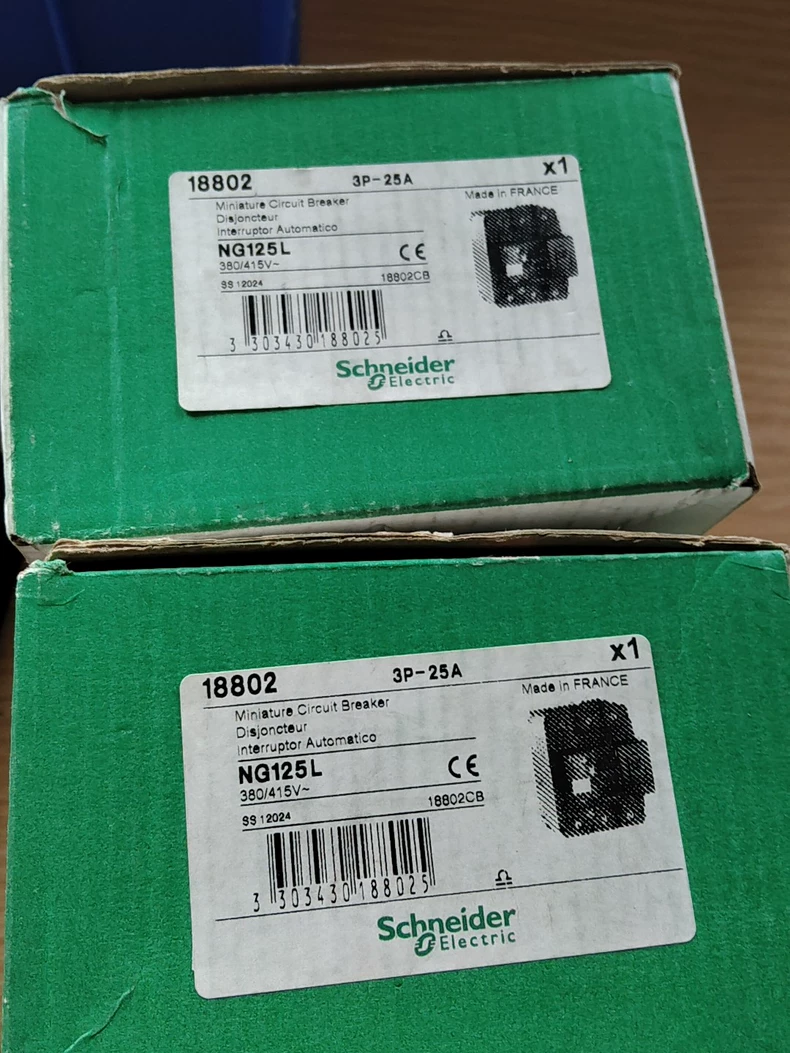 18802 3P-25A x1
Miniature Circuit Breaker Made in FRANCE
Disjoncteur
Interruptor Automatico
NG125L CE
380/415V~
SS 12024 18802CB
3 303430 188025
Schneider
Electric
18802 3P-25A x1
Miniature Circuit Breaker Made in FRANCE
Disjoncteur
Interruptor Automatico
NG125L CE
380/415V~
SS 12024 18802CB
3 303430 188025
Schneider
Electric